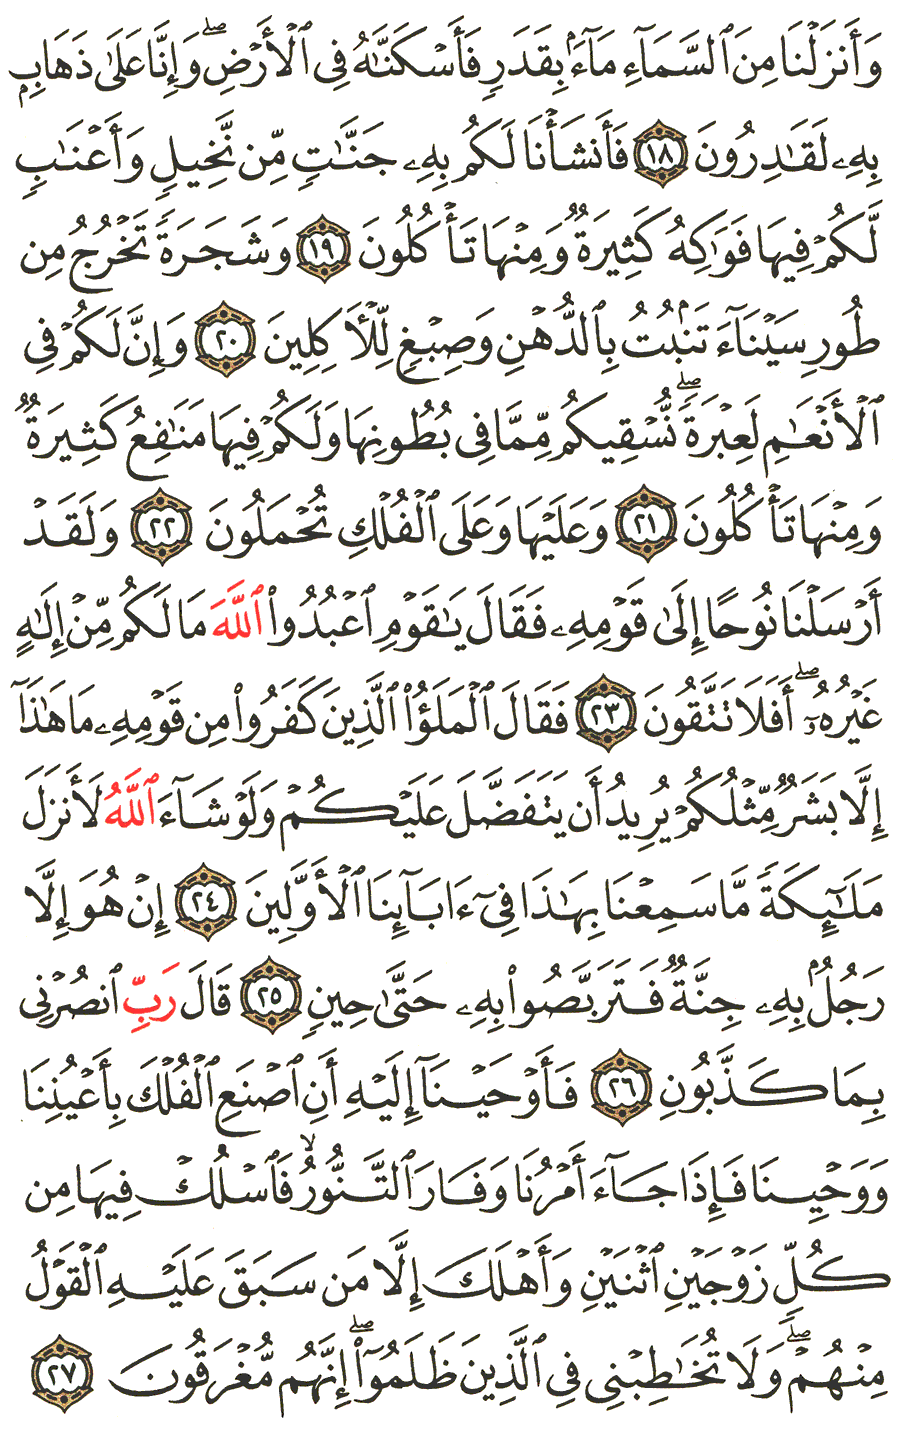 وَأَنزَلْنَا مِنَ ٱلسَّمَآءِ مَآءًۢ بِقَدَرٍ فَأَسْكَنَّـٰهُ فِى ٱلْأَرْضِ ۖ وَإِنَّا عَلَىٰ ذَهَابٍۭ
بِهِۦ لَقَـٰدِرُونَ ١٨ فَأَنشَأْنَا لَكُم بِهِۦ جَنَّـٰتٍ مِّن نَّخِيلٍ وَأَعْنَـٰبٍ
لَّكُمْ فِيهَا فَوَٰكِهُ كَثِيرَةٌ وَمِنْهَا تَأْكُلُونَ ١٩ وَشَجَرَةً تَخْرُجُ مِن
طُورِ سَيْنَآءَ تَنۢبُتُ بِٱلدُّهْنِ وَصِبْغٍ لِّلْـَٔاكِلِينَ ٢٠ وَإِنَّ لَكُمْ فِى
ٱلْأَنْعَـٰمِ لَعِبْرَةً ۖ نُّسْقِيكُم مِّمَّا فِى بُطُونِهَا وَلَكُمْ فِيهَا مَنَـٰفِعُ كَثِيرَةٌ
وَمِنْهَا تَأْكُلُونَ ٢١ وَعَلَيْهَا وَعَلَى ٱلْفُلْكِ تُحْمَلُونَ ٢٢ وَلَقَدْ
أَرْسَلْنَا نُوحًا إِلَىٰ قَوْمِهِۦ فَقَالَ يَـٰقَوْمِ ٱعْبُدُوا۟ ٱللَّهَ مَا لَكُم مِّنْ إِلَـٰهٍ
غَيْرُهُۥٓ ۖ أَفَلَا تَتَّقُونَ ٢٣ فَقَالَ ٱلْمَلَؤُا۟ ٱلَّذِينَ كَفَرُوا۟ مِن قَوْمِهِۦ مَا هَـٰذَآ
إِلَّا بَشَرٌ مِّثْلُكُمْ يُرِيدُ أَن يَتَفَضَّلَ عَلَيْكُمْ وَلَوْ شَآءَ ٱللَّهُ لَأَنزَلَ
مَلَـٰٓئِكَةً مَّا سَمِعْنَا بِهَـٰذَا فِىٓ ءَابَآئِنَا ٱلْأَوَّلِينَ ٢٤ إِنْ هُوَ إِلَّا
رَجُلٌۢ بِهِۦ جِنَّةٌ فَتَرَبَّصُوا۟ بِهِۦ حَتَّىٰ حِينٍ ٢٥ قَالَ رَبِّ ٱنصُرْنِى
بِمَا كَذَّبُونِ ٢٦ فَأَوْحَيْنَآ إِلَيْهِ أَنِ ٱصْنَعِ ٱلْفُلْكَ بِأَعْيُنِنَا
وَوَحْيِنَا فَإِذَا جَآءَ أَمْرُنَا وَفَارَ ٱلتَّنُّورُ ۙ فَٱسْلُكْ فِيهَا مِن
كُلٍّ زَوْجَيْنِ ٱثْنَيْنِ وَأَهْلَكَ إِلَّا مَن سَبَقَ عَلَيْهِ ٱلْقَوْلُ
مِنْهُمْ ۖ وَلَا تُخَـٰطِبْنِى فِى ٱلَّذِينَ ظَلَمُوٓا۟ ۖ إِنَّهُم مُّغْرَقُونَ ٢٧